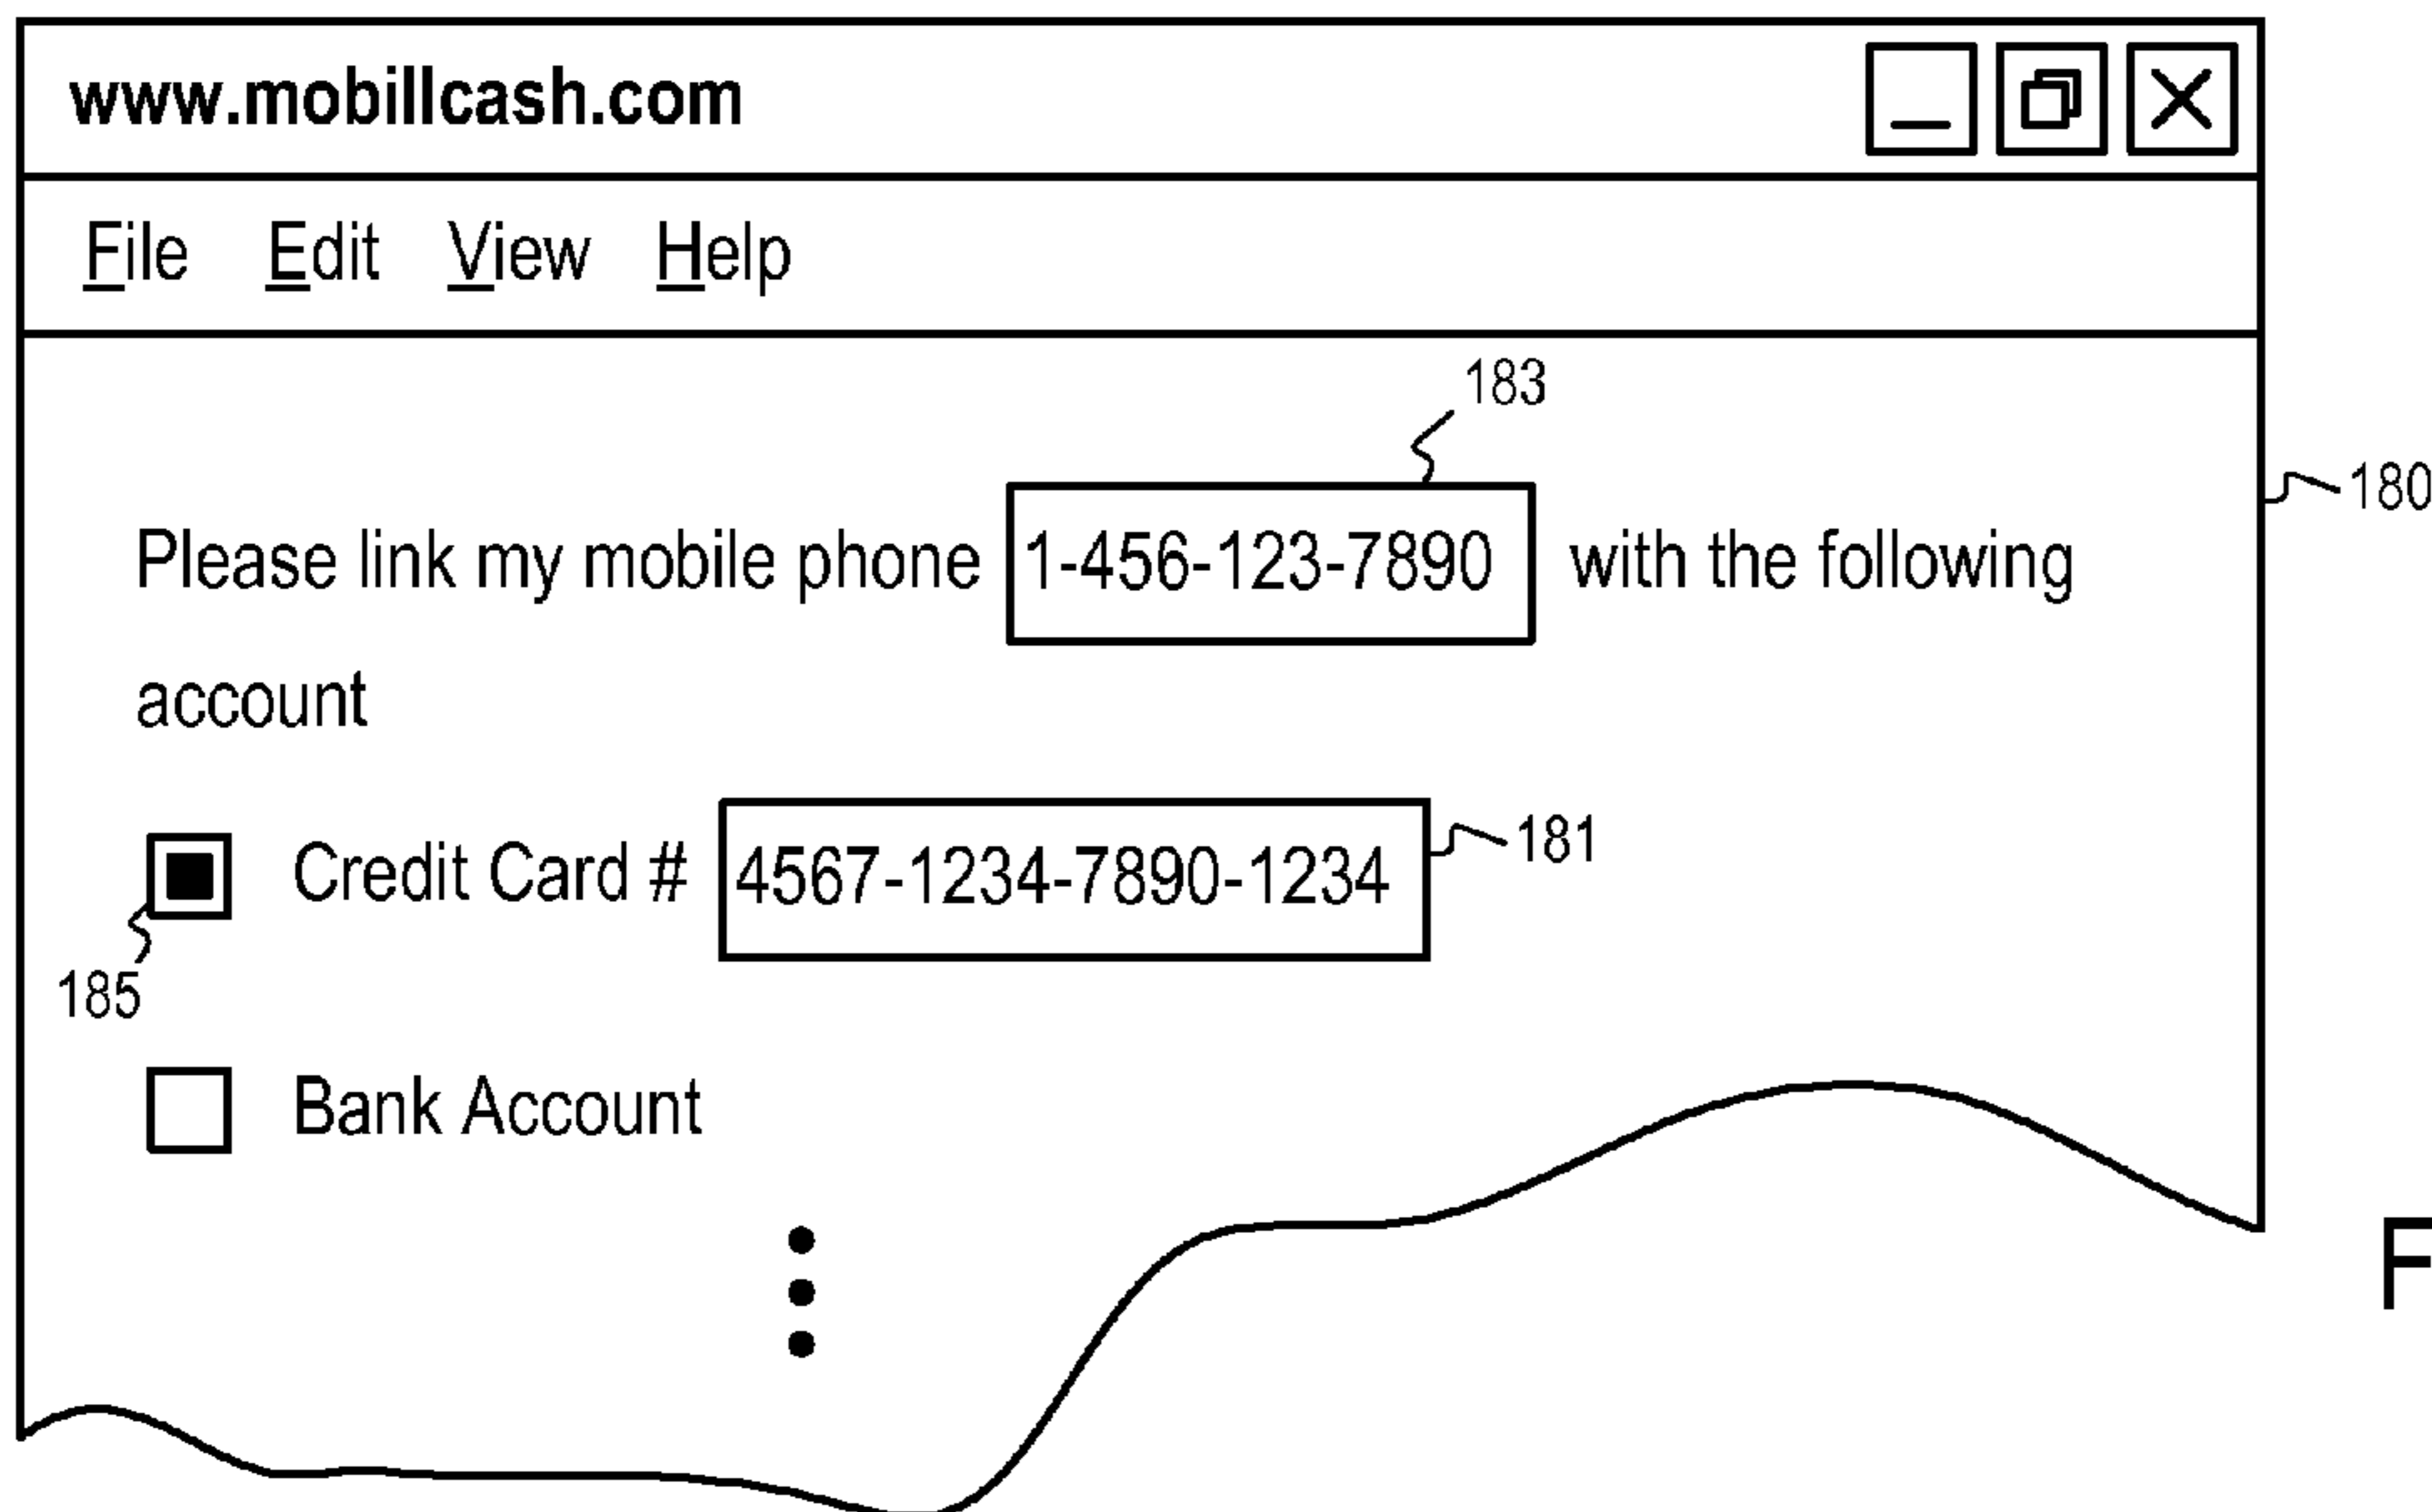 www.mobillcash.com
File Edit View Help
183
180
Please link my mobile phone 1-456-123-7890 with the following
account
Credit Card # 4567-1234-7890-1234 181
185
Bank Account
F